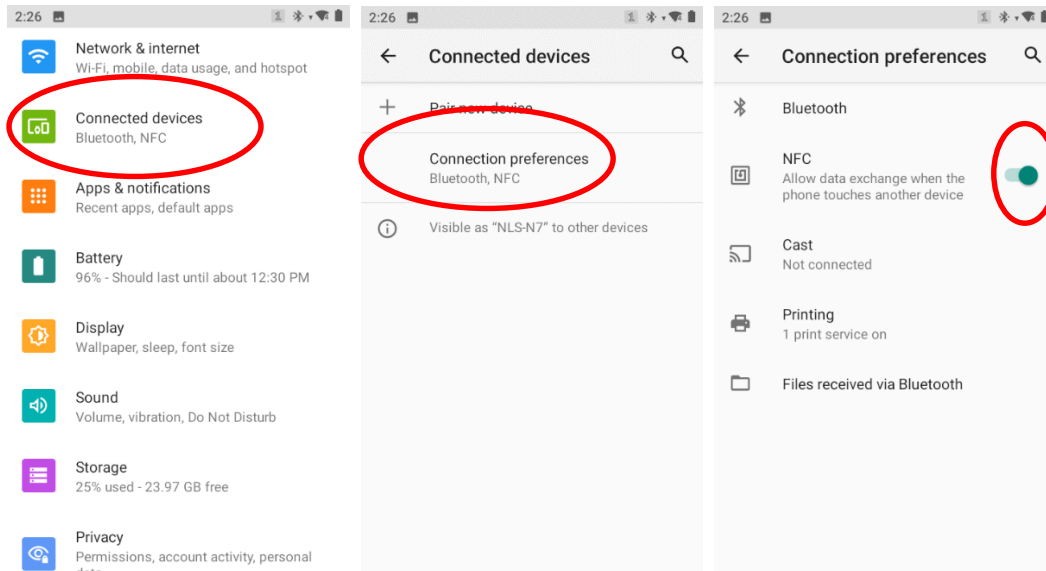 2:26
1
Network & internet
Wi-Fi, mobile, data usage, and hotspot
Connected devices
Bluetooth, NFC
Apps & notifications
Recent apps, default apps
Battery
96% - Should last until about 12:30 PM
Display
Wallpaper, sleep, font size
Sound
Volume, vibration, Do Not Disturb
Storage
25% used - 23.97 GB free
Privacy
Permissions, account activity, personal
2:26
1
Connected devices
Pair new device
Connection preferences
Bluetooth, NFC
Visible as “NLS-N7” to other devices
2:26
1
Connection preferences
Bluetooth
NFC
Allow data exchange when the
phone touches another device
Cast
Not connected
Printing
1 print service on
Files received via Bluetooth